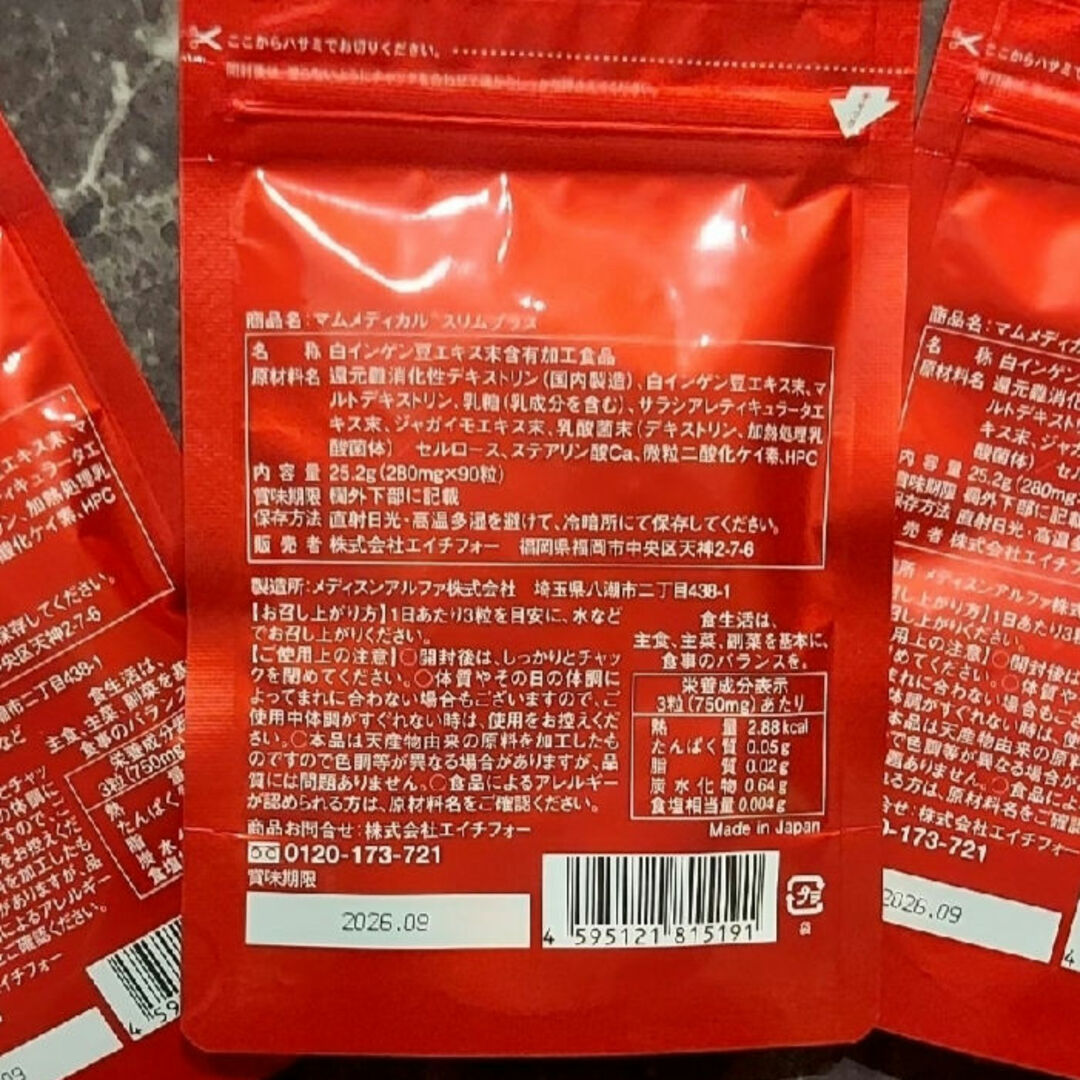 ここからハサミでお切りください。
商品名:マムメディカル スリムプラス
名 称 白インゲン豆エキス末含有加工食品
原材料名 還元難消化性デキストリン(国内製造)、白インゲン豆エキス末、マ
ルトデキストリン、乳糖(乳成分を含む)、サラシアレティキュラータエ
キス末、ジャガイモエキス末、乳酸菌末(デキストリン、加熱処理乳
酸菌体) セルロース、ステアリン酸Ca、微粒二酸化ケイ素、HPC
内 容 量 25.2g(280mg×90粒)
賞味期限 欄外下部に記載
保存方法 直射日光・高温多湿を避けて、冷暗所にて保存してください。
販 売 者 株式会社エイチフォー 福岡県福岡市中央区天神2-7-6
製造所:メディスンアルファ株式会社 埼玉県八潮市二丁目438-1
【お召し上がり方】1日あたり3粒を目安に、水など
でお召し上がりください。
【ご使用上の注意】○開封後は、しっかりとチャッ
クを閉めてください。○体質やその日の体調に
よってまれに合わない場合もございますので、ご
使用中体調がすぐれない時は、使用をお控えくだ
さい。○本品は天産物由来の原料を加工したも
のですので色調等が異なる場合がありますが、品
質には問題ありません。○食品によるアレルギー
が認められる方は、原材料名をご確認ください。
食生活は、
主食、主菜、副菜を基本に、
食事のバランスを。
栄養成分表示
3粒(750mg)あたり
熱 量 2.88kcal
たんぱく質 0.05g
脂 質 0.02g
炭水化物 0.64g
食塩相当量 0.004g
Made in Japan
商品お問合せ:株式会社エイチフォー
0120-173-721
賞味期限
2026.09
4 595121 815191